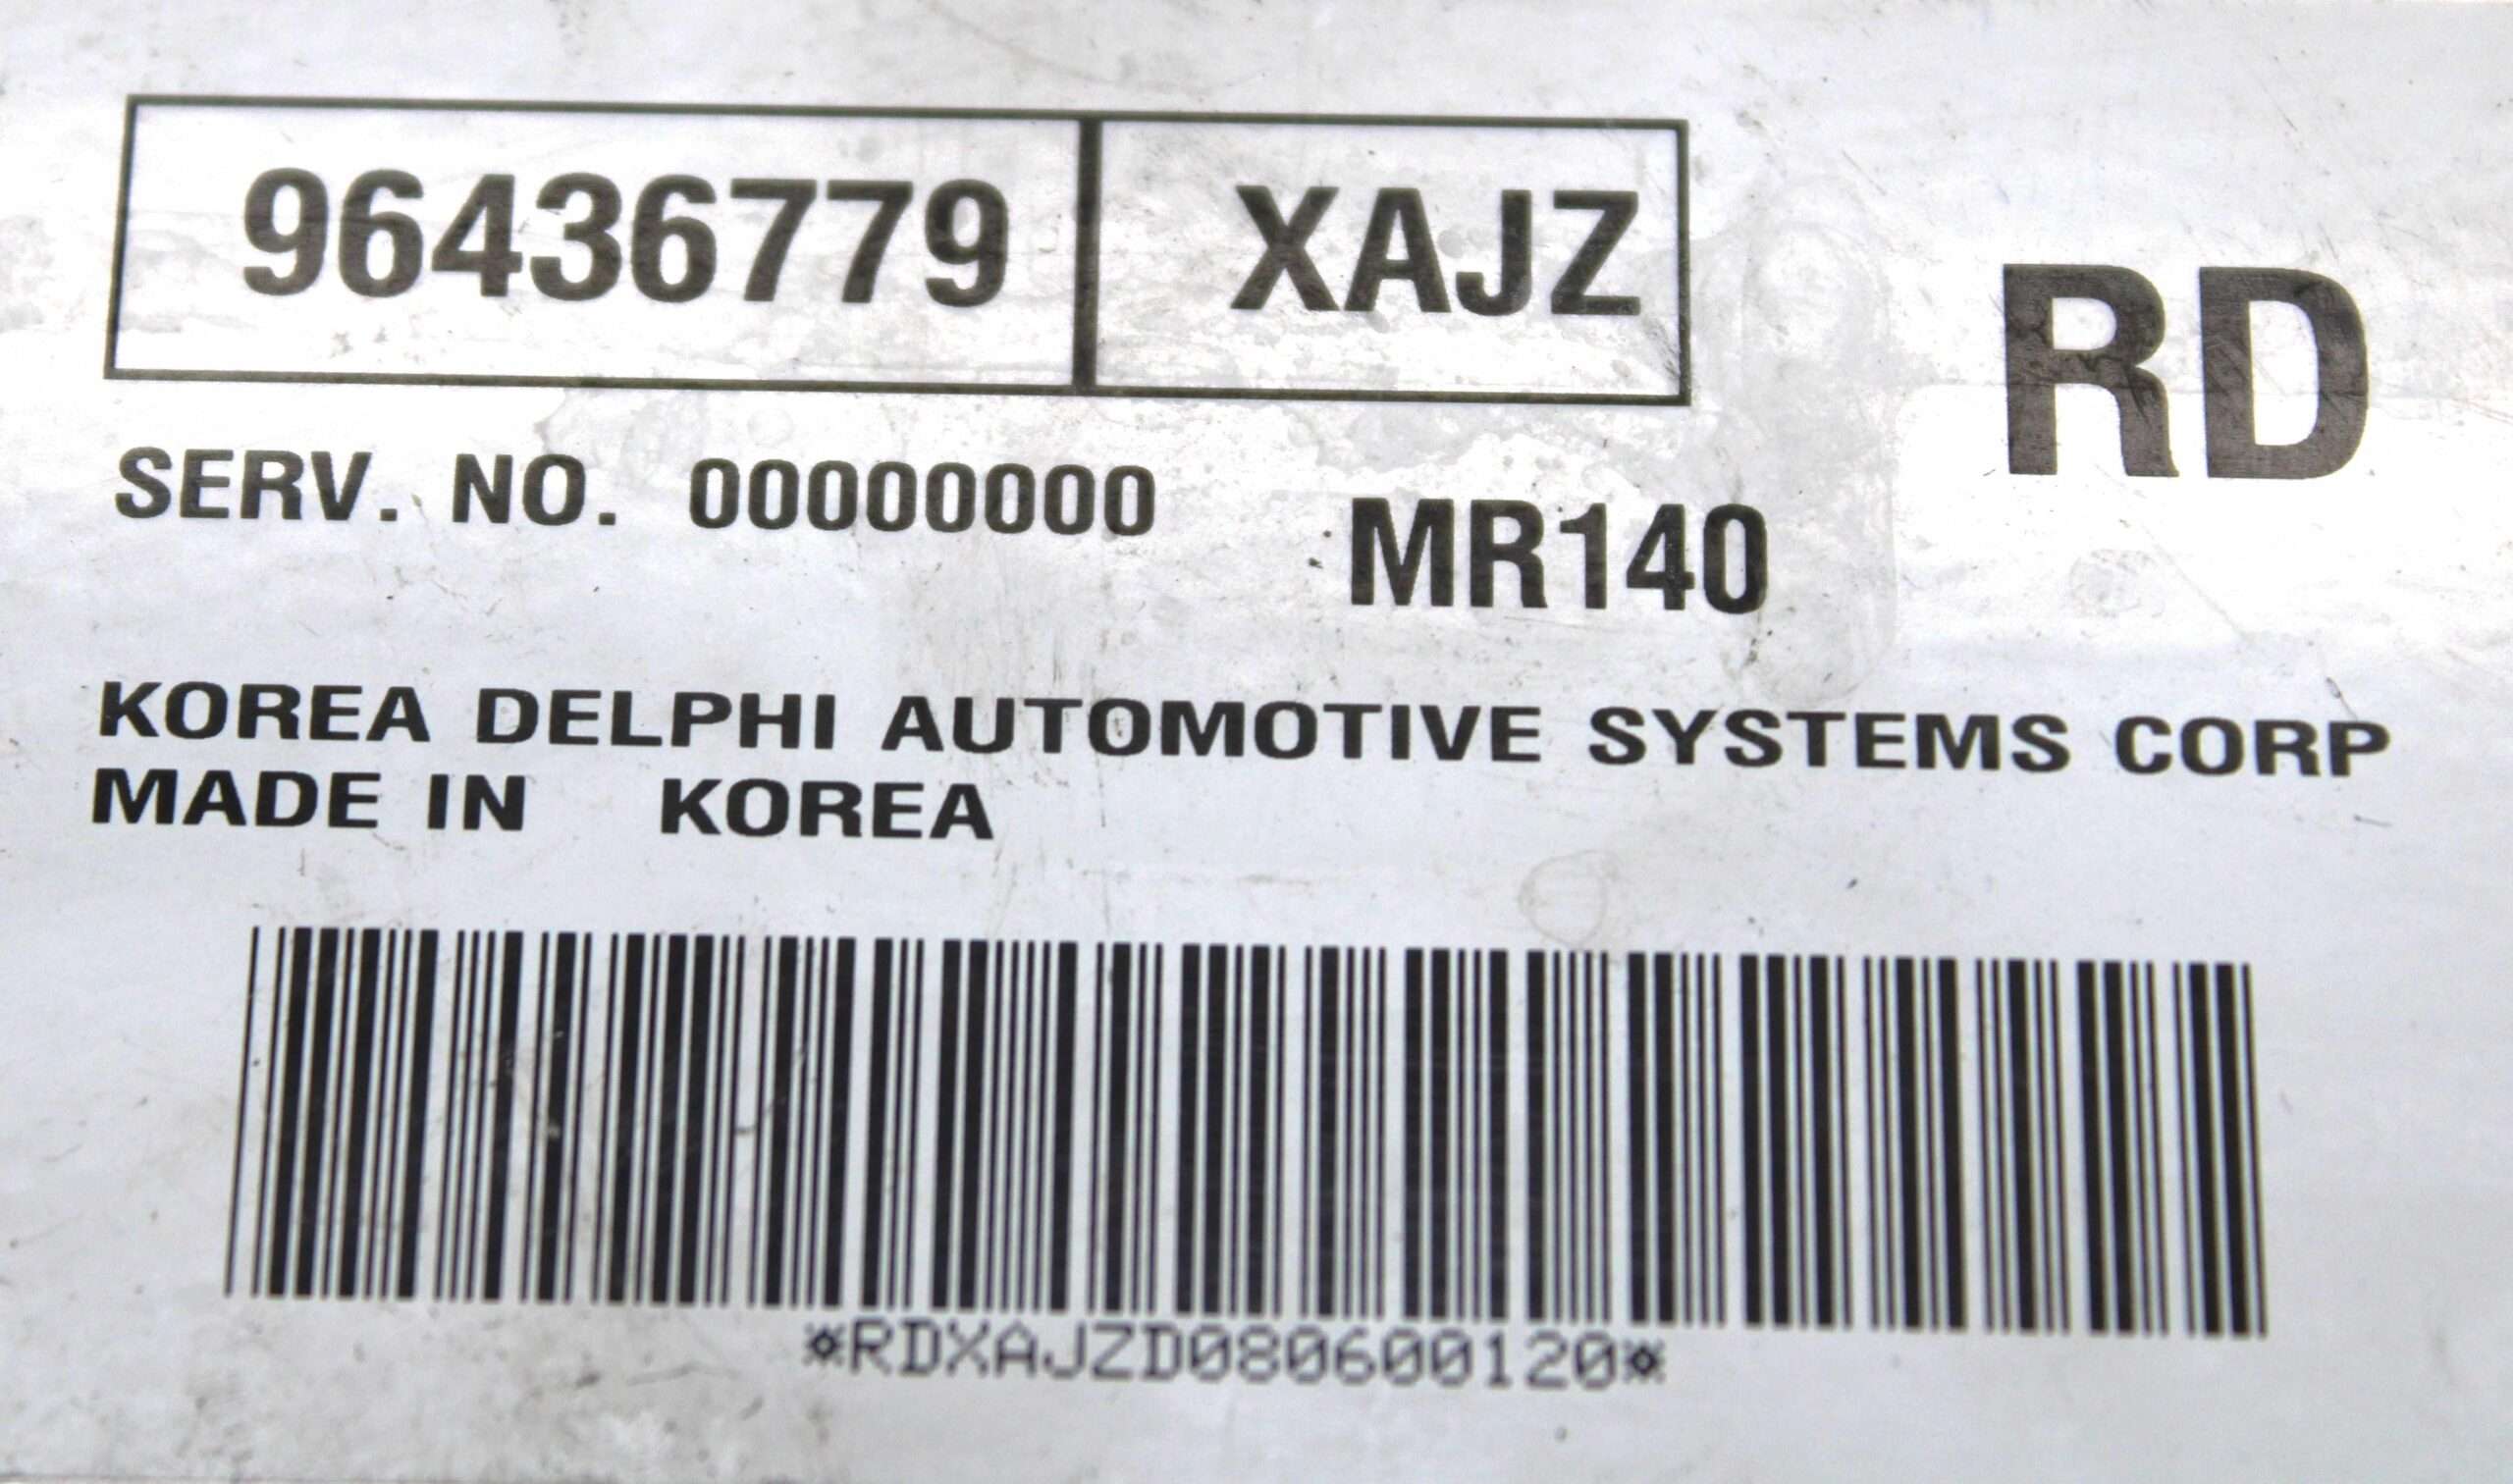 96436779 XAJZ
RD
SERV. NO. 00000000 MR140
KOREA DELPHI AUTOMOTIVE SYSTEMS CORP
MADE IN KOREA
*RDXAJZD080600120*